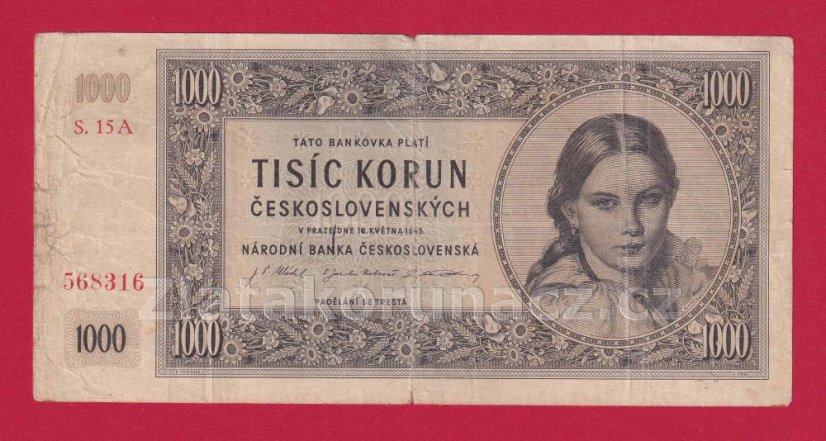 1000
S. 15A
568316
1000
1000
1000
TATO BANKOVKA PLATÍ
TISÍC KORUN
ČESKOSLOVENSKÝCH
V PRAZE DNE 16. KVĚTNA 1945.
NÁRODNÍ BANKA ČESKOSLOVENSKÁ
PADĚLÁNÍ SE TRESTÁ
1000
1000
Zlatakorunacz.cz